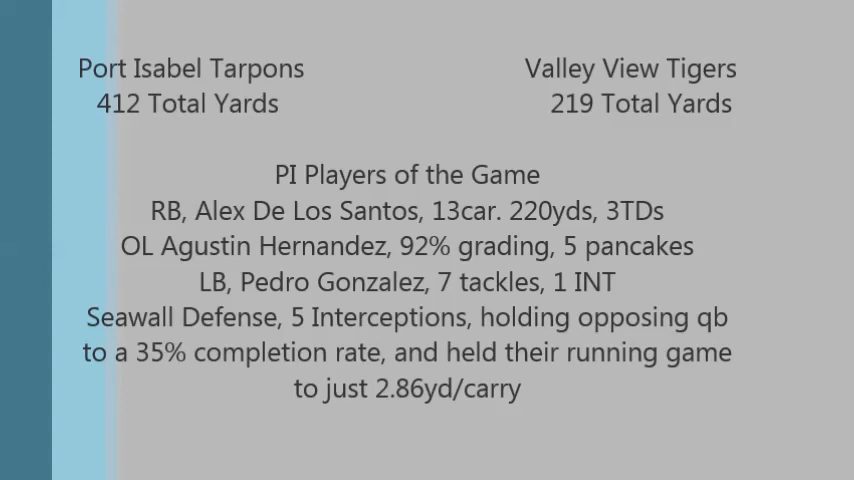 Port Isabel Tarpons
412 Total Yards
Valley View Tigers
219 Total Yards
PI Players of the Game
RB, Alex De Los Santos, 13car. 220yds, 3TDs
OL Agustin Hernandez, 92% grading, 5 pancakes
LB, Pedro Gonzalez, 7 tackles, 1 INT
Seawall Defense, 5 Interceptions, holding opposing qb
to a 35% completion rate, and held their running game
to just 2.86yd/carry